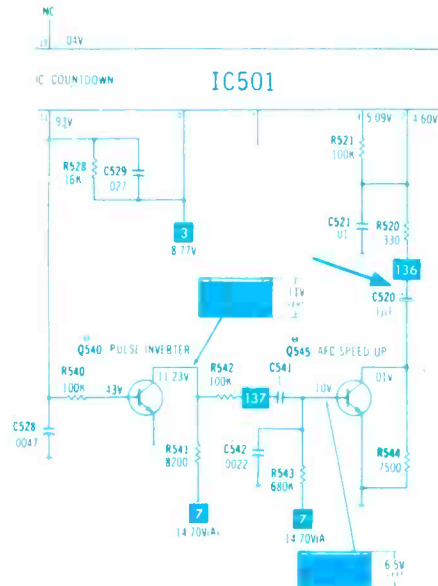 NC
04V
IC COUNTDOWN
IC501
.93V
5.09V
4.60V
R521
100K
R528
16K
C529
.027
3
8.77V
C521
R520
330
136
C520
Q540 PULSE INVERTER
11.23V
Q545 AFC SPEED UP
R540
100K
.43V
R542
100K
137
C541
.10V
.01V
C528
.0047
R541
8200
C542
.0022
R543
680K
R544
7500
7
14.70V(A)
7
14.70V(A)
6.5V